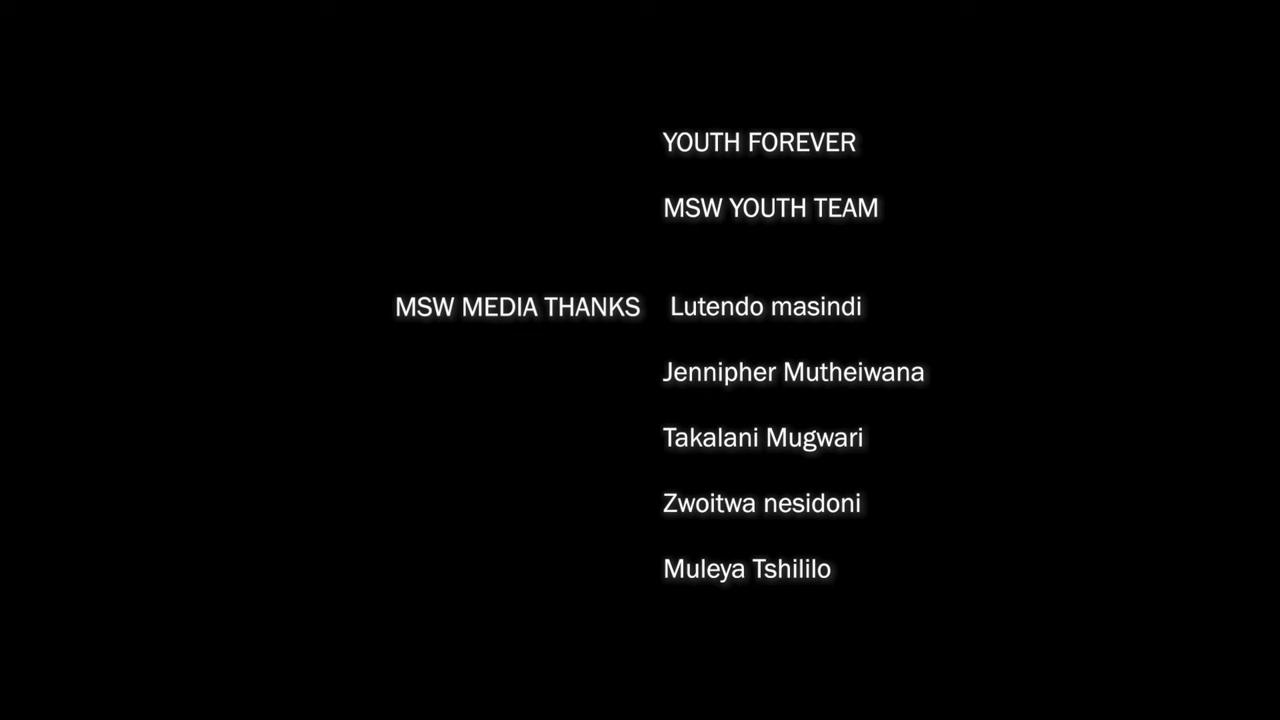 YOUTH FOREVER
MSW YOUTH TEAM
MSW MEDIA THANKS Lutendo masindi
Jennipher Mutheiwana
Takalani Mugwari
Zwoitwa nesidoni
Muleya Tshililo